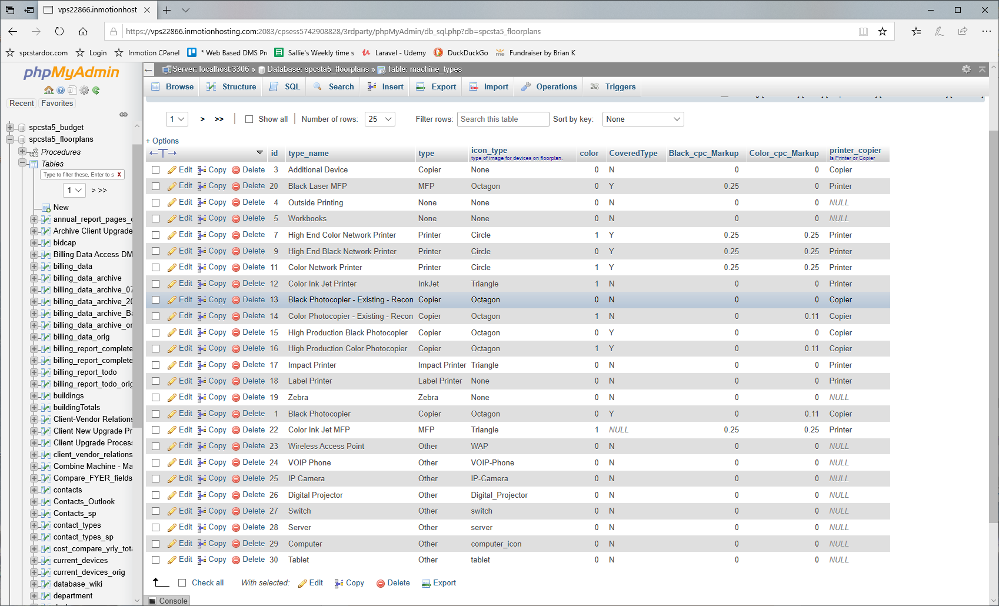 vps22866.inmotionhost
https://vps22866.inmotionhosting.com:2083/cpsess5742908828/3rdparty/phpMyAdmin/db_sql.php?db=spcsta5_floorplans
spcstardoc.com Login Inmotion CPanel * Web Based DMS Pr Sallie's Weekly time s Laravel - Udemy DuckDuckGo Fundraiser by Brian K
phpMyAdmin
Recent Favorites
spcsta5_budget
spcsta5_floorplans
Procedures
Tables
Type to filter these, Enter to s X
1 > >>
New
annual_report_pages_c
Archive Client Upgrade
bidcap
Billing Data Access DM
billing_data
billing_data_archive
billing_data_archive_07
billing_data_archive_20
billing_data_archive_Ba
billing_data_archive_or
billing_data_orig
billing_report_complete
billing_report_complete
billing_report_todo
billing_report_todo_orig
buildings
buildingTotals
Client-Vendor Relations
Client New Upgrade Pr
Client Upgrade Process
client_vendor_relations
Combine Machine - Ma
Compare_FYER_fields
contacts
Contacts_Outlook
Contacts_sp
contact_types
contact_types_sp
cost_compare_yrly_tota
current_devices
current_devices_orig
database_wiki
department
Server: localhost:3306 » Database: spcsta5_floorplans » Table: machine_types
Browse Structure SQL Search Insert Export Import Operations Triggers
1 > >> Show all Number of rows: 25 Filter rows: Search this table Sort by key: None
+ Options
←T→ id type_name type icon_type color CoveredType Black_cpc_Markup Color_cpc_Markup printer_copier
type of image for devices on floorplan. Is Printer or Copier
Edit Copy Delete 3 Additional Device Copier None 0 N 0 0 Copier
Edit Copy Delete 20 Black Laser MFP MFP Octagon 0 Y 0.25 0 Printer
Edit Copy Delete 4 Outside Printing None None 0 N 0 0 NULL
Edit Copy Delete 5 Workbooks None None 0 N 0 0 NULL
Edit Copy Delete 7 High End Color Network Printer Printer Circle 1 Y 0.25 0.25 Printer
Edit Copy Delete 9 High End Black Network Printer Printer Circle 0 Y 0.25 0.25 Printer
Edit Copy Delete 11 Color Network Printer Printer Circle 1 Y 0.25 0.25 Printer
Edit Copy Delete 12 Color Ink Jet Printer InkJet Triangle 1 N 0 0 Printer
Edit Copy Delete 13 Black Photocopier - Existing - Recon Copier Octagon 0 N 0 0 Copier
Edit Copy Delete 14 Color Photocopier - Existing - Recon Copier Octagon 1 N 0 0.11 Copier
Edit Copy Delete 15 High Production Black Photocopier Copier Octagon 0 Y 0 0 Copier
Edit Copy Delete 16 High Production Color Photocopier Copier Octagon 1 Y 0 0.11 Copier
Edit Copy Delete 17 Impact Printer Impact Printer Triangle 0 N 0 0 Printer
Edit Copy Delete 18 Label Printer Label Printer None 0 N 0 0 Printer
Edit Copy Delete 19 Zebra Zebra None 0 N 0 0 NULL
Edit Copy Delete 1 Black Photocopier Copier Octagon 0 Y 0 0.11 Copier
Edit Copy Delete 22 Color Ink Jet MFP MFP Triangle 1 NULL 0.25 0.25 Printer
Edit Copy Delete 23 Wireless Access Point Other WAP 0 N 0 0 NULL
Edit Copy Delete 24 VOIP Phone Other VOIP-Phone 0 N 0 0 NULL
Edit Copy Delete 25 IP Camera Other IP-Camera 0 N 0 0 NULL
Edit Copy Delete 26 Digital Projector Other Digital_Projector 0 N 0 0 NULL
Edit Copy Delete 27 Switch Other switch 0 N 0 0 NULL
Edit Copy Delete 28 Server Other server 0 N 0 0 NULL
Edit Copy Delete 29 Computer Other computer_icon 0 N 0 0 NULL
Edit Copy Delete 30 Tablet Other tablet 0 N 0 0 NULL
Check all With selected: Edit Copy Delete Export
Console